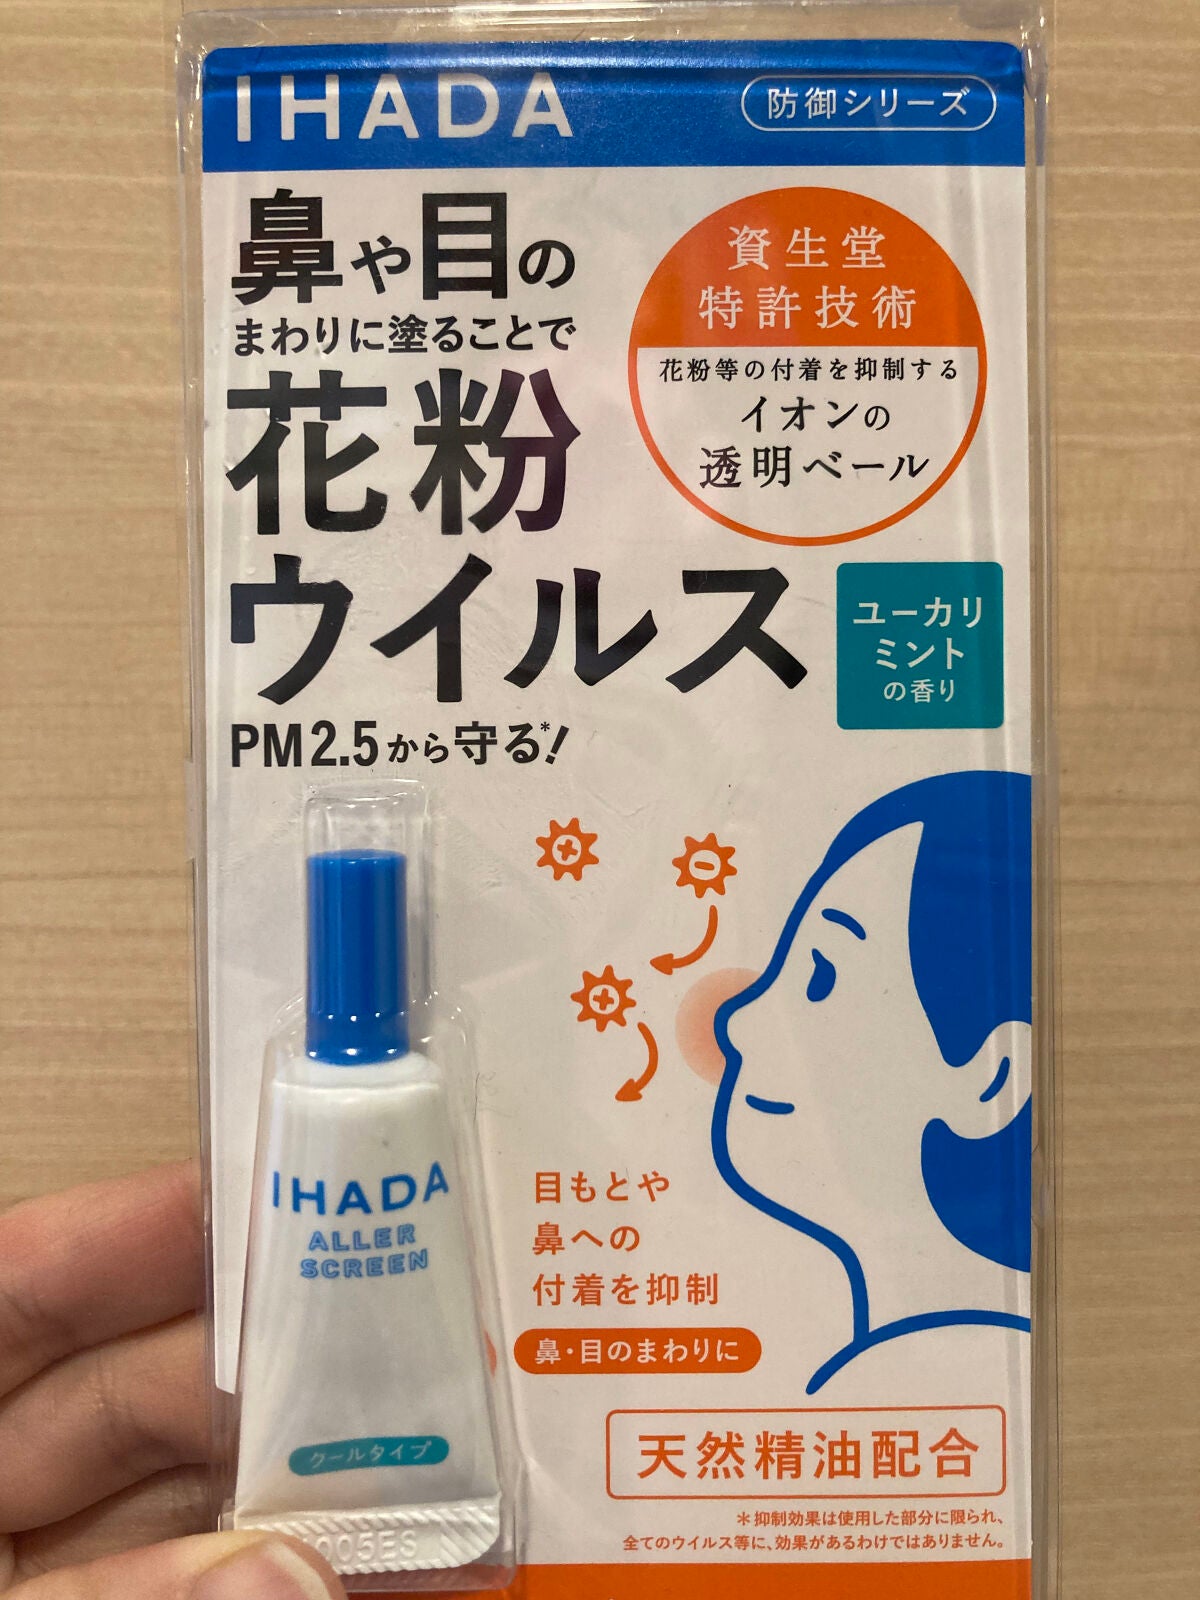 IHADA
防御シリーズ
鼻や目の
まわりに塗ることで
花粉
ウイルス
PM2.5から守る*!
資生堂
特許技術
花粉等の付着を抑制する
イオンの
透明ベール
ユーカリ
ミント
の香り
目もとや
鼻への
付着を抑制
鼻・目のまわりに
天然精油配合
*抑制効果は使用した部分に限られ、
全てのウイルス等に、効果があるわけではありません。
IHADA
ALLER
SCREEN
クールタイプ
005ES